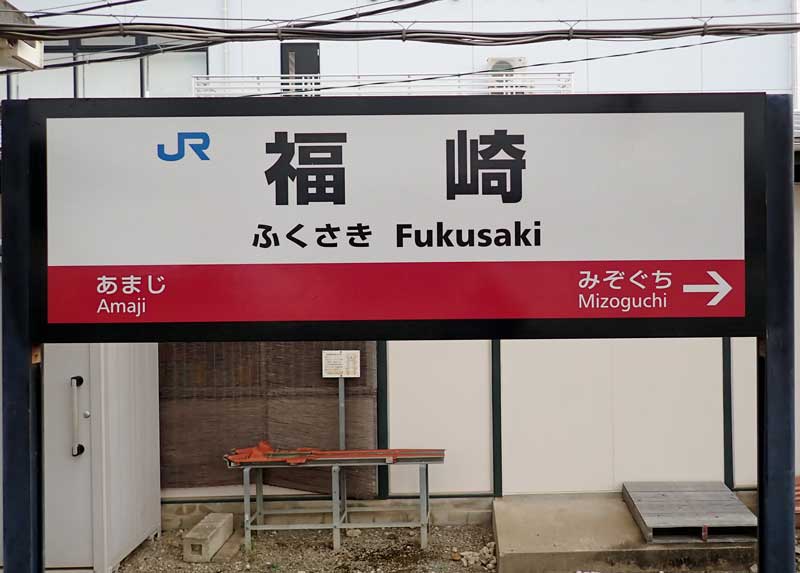 JR
福崎
ふくさき Fukusaki
あまじ
Amaji
みぞぐち
Mizoguchi →